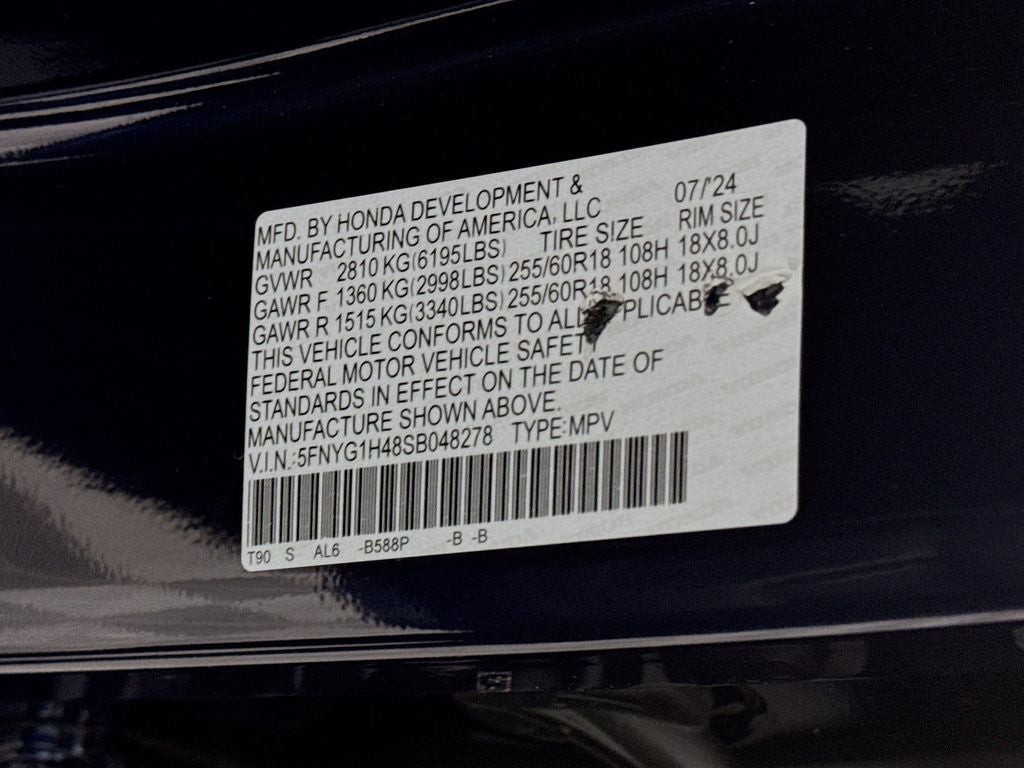 MFD. BY HONDA DEVELOPMENT & 07/'24
MANUFACTURING OF AMERICA, LLC
GVWR 2810 KG(6195LBS) TIRE SIZE RIM SIZE
GAWR F 1360 KG(2998LBS) 255/60R18 108H 18X8.0J
GAWR R 1515 KG(3340LBS) 255/60R18 108H 18X8.0J
THIS VEHICLE CONFORMS TO ALL APPLICABLE
FEDERAL MOTOR VEHICLE SAFETY
STANDARDS IN EFFECT ON THE DATE OF
MANUFACTURE SHOWN ABOVE.
V.I.N.:5FNYG1H48SB048278 TYPE:MPV
T90 S AL6 -B588P -B -B